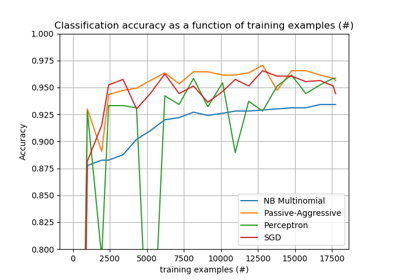 Classification accuracy as a function of training examples (#)
1.000
0.975
0.950
0.925
0.900
0.875
0.850
0.825
0.800
Accuracy
NB Multinomial
Passive-Aggressive
Perceptron
SGD
0 2500 5000 7500 10000 12500 15000 17500
training examples (#)